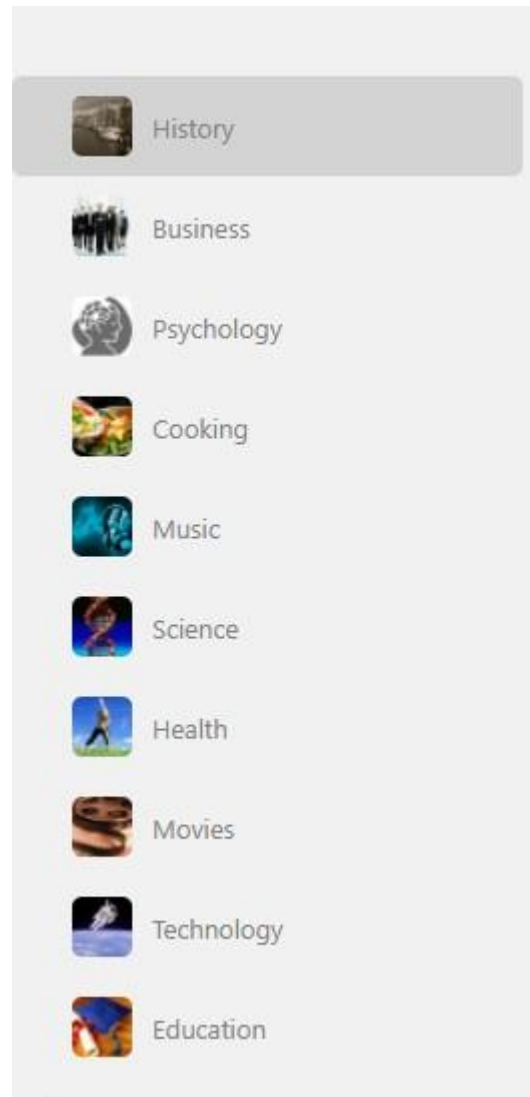 History
Business
Psychology
Cooking
Music
Science
Health
Movies
Technology
Education